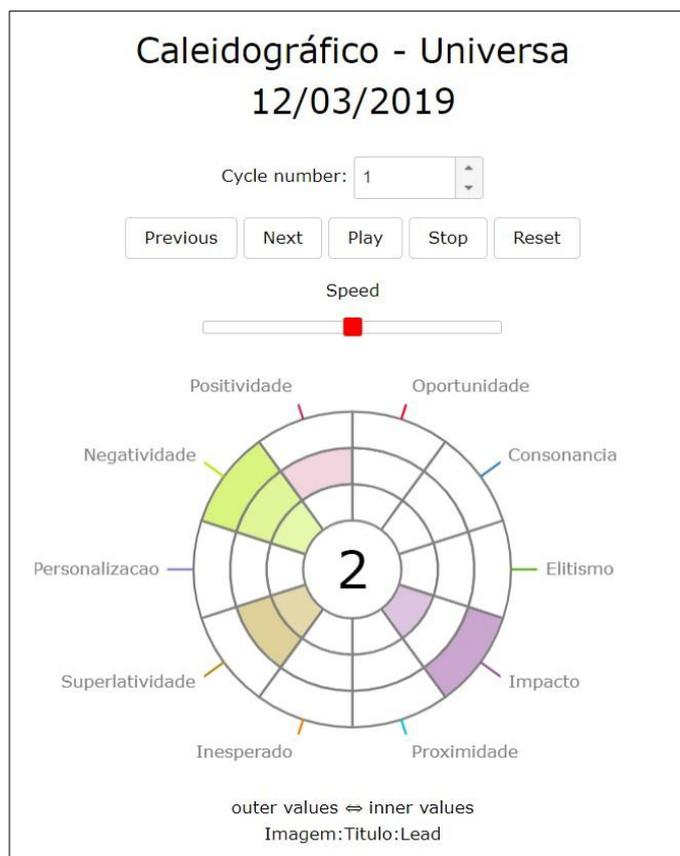 Caleidográfico - Universa
12/03/2019
Cycle number: 1
Previous Next Play Stop Reset
Speed
Positividade Oportunidade
Negatividade Consonancia
Personalizacao Elitismo
2
Superlatividade Impacto
Inesperado Proximidade
outer values ⇔ inner values
Imagem:Titulo:Lead